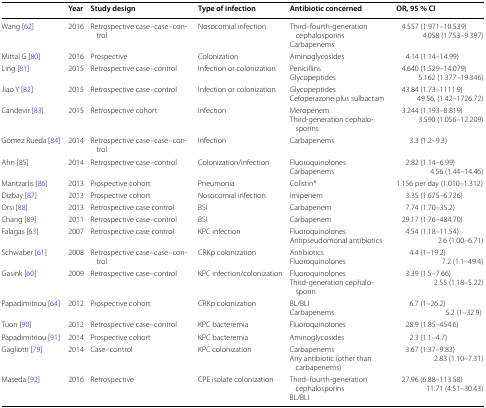 Year Study design Type of infection Antibiotic concerned OR, 95 % CI
Wang [62] 2016 Retrospective case–case–con- Nosocomial infection Third–fourth-generation 4.557 (1.971–10.539)
trol cephalosporins 4.058 (1.753–9.397)
Carbapenems
Mittal G [80] 2016 Prospective Colonization Aminoglycosides 4.14 (1.14–14.99)
Ling [81] 2015 Retrospective case–control Infection or colonization Penicillins 4.640 (1.529–14.079)
Glycopeptides 5.162 (1.377–19.346)
Jiao Y [82] 2015 Retrospective case–control Infection or colonization Glycopeptides 43.84 (1.73–1111.9)
Cefoperazone plus sulbactam 49.56, (1.42–1726.72)
Candevir [83] 2015 Retrospective cohort Infection Meropenem 3.244 (1.193–8.819)
Third-generation cephalo- 3.590 (1.056–12.209)
sporins
Gómez Rueda [84] 2014 Retrospective case–case–con- Infection Carbapenems 3.3 (1.2–9.3)
trol
Ahn [85] 2014 Retrospective case–control Colonization/infection Fluoroquinolones 2.82 (1.14–6.99)
Carbapenems 4.56 (1.44–14.46)
Mantzarlis [86] 2013 Prospective cohort Pneumonia Colistin* 1.156 per day (1.010–1.312)
Dizbay [87] 2013 Prospective cohort Nosocomial infection Imipenem 3.35 (1.675–6.726)
Orsi [88] 2013 Retrospective case control BSI Carbapenem 7.74 (1.70–35.2)
Chang [89] 2011 Retrospective case–control BSI Carbapenem 29.17 (1.76–484.70)
Falagas [63] 2007 Retrospective case control KPC infection Fluoroquinolones 4.54 (1.18–11.54)
Antipseudomonal antibiotics 2.6 (1.00–6.71)
Schwaber [61] 2008 Retrospective case–case–con- CRKp colonization Antibiotics 4.4 (1–19.2)
trol Fluoroquinolones 7.2 (1.1–49.4)
Gasink [60] 2009 Retrospective case–control KPC infection/colonization Fluoroquinolones 3.39 (1.5–7.66)
Third-generation cephalo- 2.55 (1.18–5.22)
sporin
Papadimitriou [64] 2012 Prospective cohort CRKp colonization BL/BLI 6.7 (1–26.2)
Carbapenems 5.2 (1–32.9)
Tuon [90] 2012 Retrospective case–control KPC bacteremia Fluoroquinolones 28.9 (1.85–454.6)
Papadimitriou [91] 2014 Prospective cohort KPC bacteremia Aminoglycosides 2.3 (1.1–4.7)
Gagliotti [79] 2014 Case–control KPC colonization Carbapenems 3.67 (1.37–9.83)
Any antibiotic (other than 2.83 (1.10–7.31)
carbapenems)
Maseda [92] 2016 Retrospective CPE isolate colonization Third–fourth-generation 27.96 (6.88–113.58)
cephalosporins 11.71 (4.51–30.43)
BL/BLI